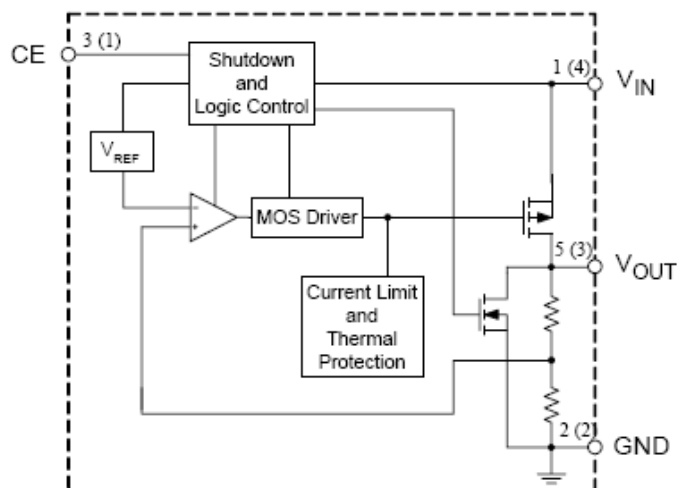 CE
3 (1)
Shutdown
and
Logic Control
1 (4)
VIN
VREF
−
+
MOS Driver
5 (3)
VOUT
Current Limit
and
Thermal
Protection
2 (2)
GND